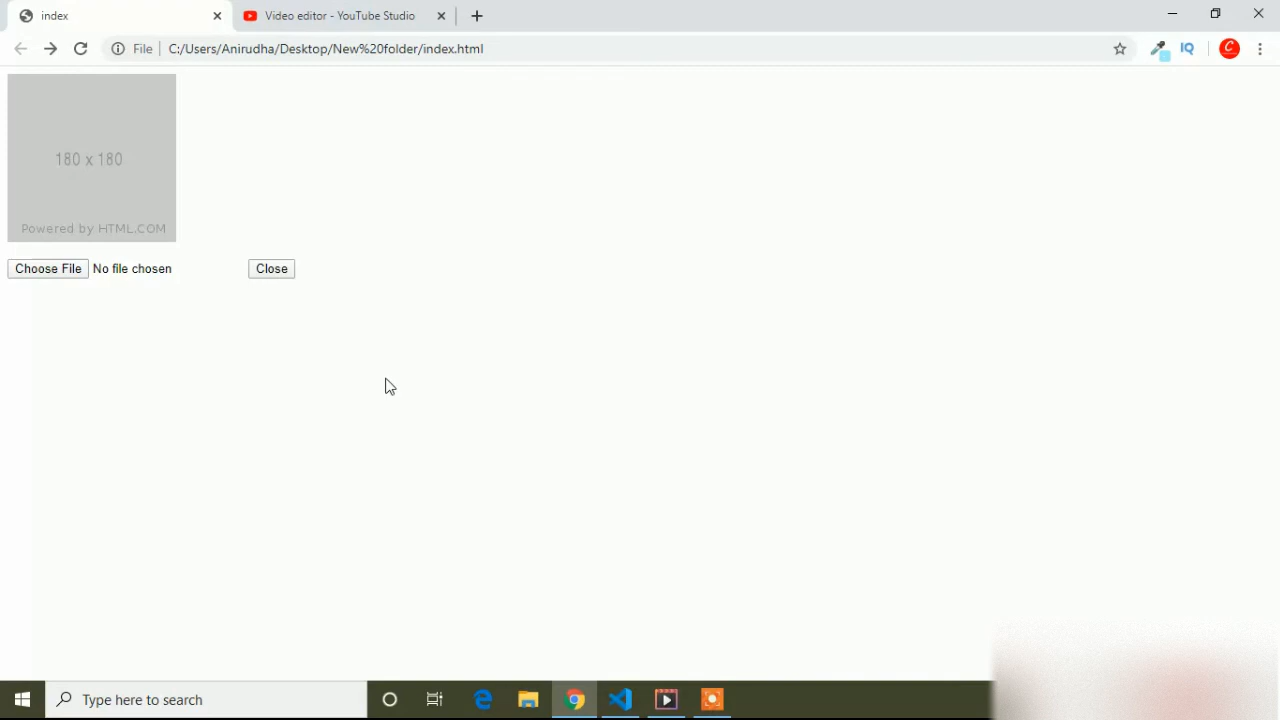 index
Video editor - YouTube Studio
File
C:/Users/Anirudha/Desktop/New%20folder/index.html
IQ
C
180 x 180
Powered by HTML.COM
Choose File No file chosen
Close
Type here to search